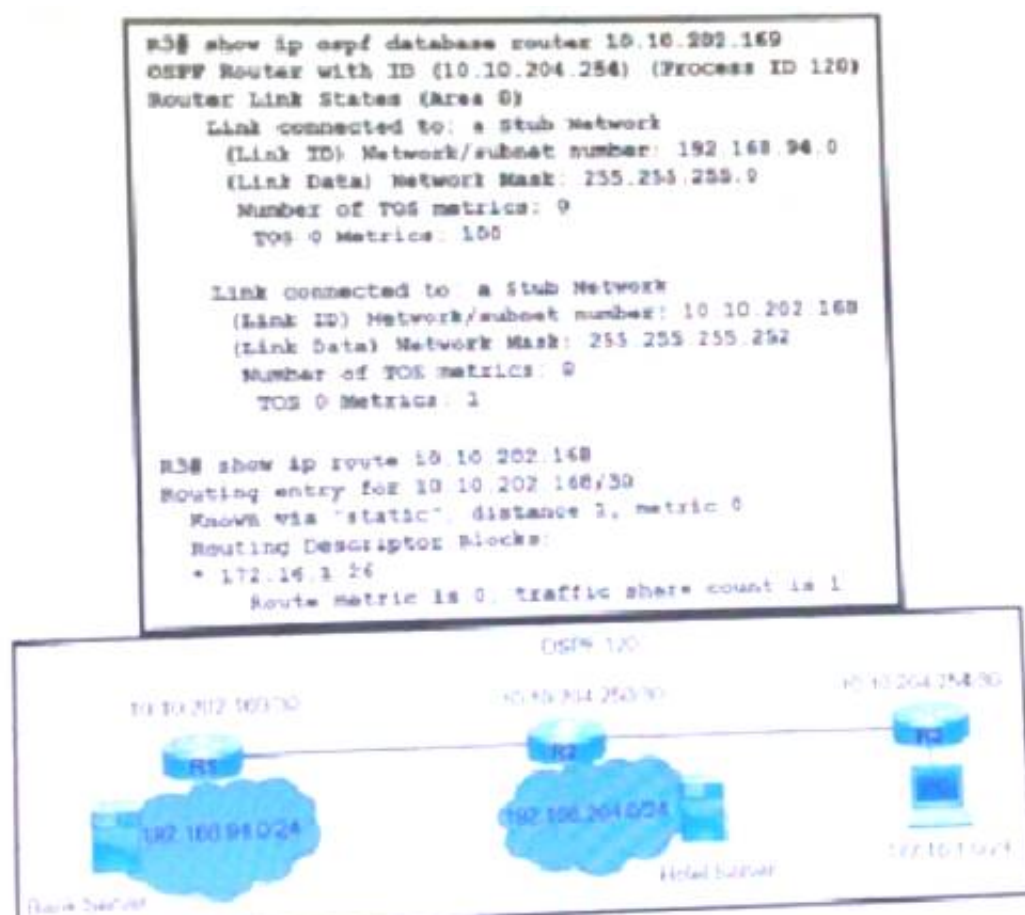 R3# show ip ospf database router 10.10.202.169
OSPF Router with ID (10.10.204.254) (Process ID 120)
Router Link States (Area 0)
Link connected to: a Stub Network
(Link ID) Network/subnet number: 192.168.94.0
(Link Data) Network Mask: 255.255.255.0
Number of TOS metrics: 0
TOS 0 Metrics: 100
Link connected to: a Stub Network
(Link ID) Network/subnet number: 10.10.202.168
(Link Data) Network Mask: 255.255.255.252
Number of TOS metrics: 0
TOS 0 Metrics: 1
R3# show ip route 10.10.202.168
Routing entry for 10.10.202.168/30
Known via "static", distance 1, metric 0
Routing Descriptor Blocks:
* 172.16.1.26
Route metric is 0, traffic share count is 1
OSPF 120
10.10.202.169/30
10.10.204.254/30
R1
R2
R3
192.168.94.0/24
192.168.204.0/24
Hotel Server